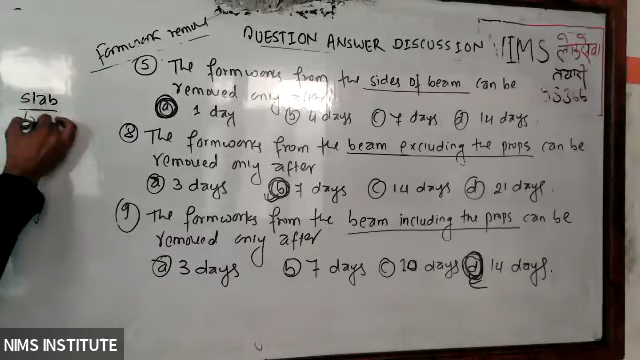 Formwork remov
QUESTION ANSWER DISCUSSION
NIMS लोकसेवा
तयारी
⑤ The formworks from the sides of beam can be
removed only after
ⓐ 1 day ⓑ 4 days ⓒ 7 days ⓓ 14 days.
Slab
⑧ The formworks from the beam excluding the props can be
removed only after
ⓐ 3 days ⓑ 7 days ⓒ 14 days ⓓ 21 days.
⑨ The formworks from the beam including the props can be
removed only after
ⓐ 3 days ⓑ 7 days ⓒ 10 days ⓓ 14 days.
NIMS INSTITUTE